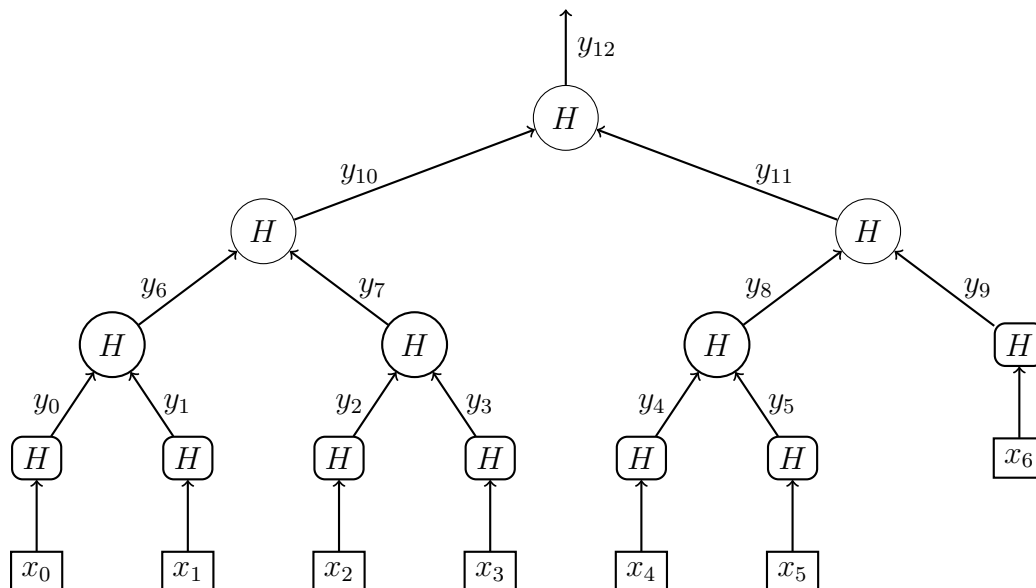 y₁₂
H
y₁₀ y₁₁
H H
y₆ y₇ y₈ y₉
H H H H
y₀ y₁ y₂ y₃ y₄ y₅
H H H H H H x₆
x₀ x₁ x₂ x₃ x₄ x₅